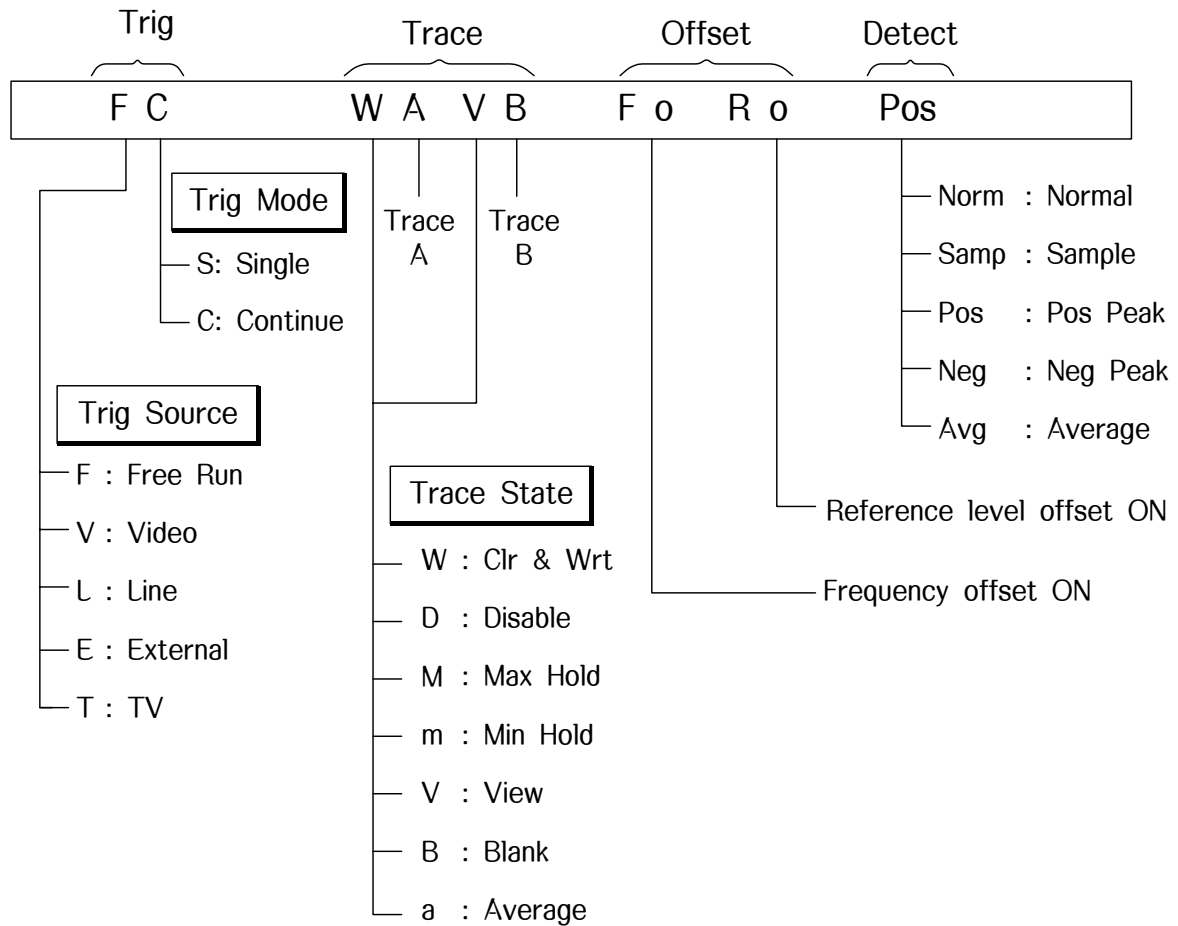 Trig Trace Offset Detect
F C W A V B F o R o Pos
Trig Mode
S: Single
C: Continue
Trace A
Trace B
Norm : Normal
Samp : Sample
Pos : Pos Peak
Neg : Neg Peak
Avg : Average
Trig Source
F : Free Run
V : Video
L : Line
E : External
T : TV
Trace State
W : Clr & Wrt
D : Disable
M : Max Hold
m : Min Hold
V : View
B : Blank
a : Average
Reference level offset ON
Frequency offset ON